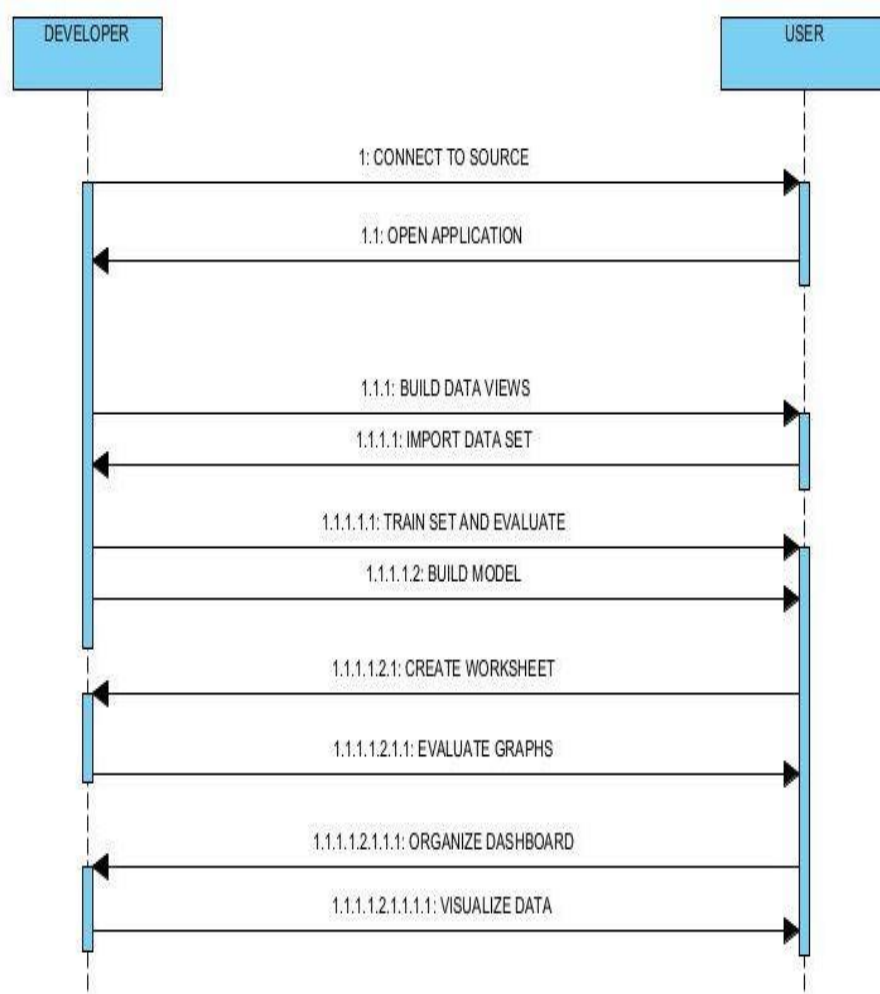 DEVELOPER
USER
1: CONNECT TO SOURCE
1.1: OPEN APPLICATION
1.1.1: BUILD DATA VIEWS
1.1.1.1: IMPORT DATA SET
1.1.1.1.1: TRAIN SET AND EVALUATE
1.1.1.1.2: BUILD MODEL
1.1.1.1.2.1: CREATE WORKSHEET
1.1.1.1.2.1.1: EVALUATE GRAPHS
1.1.1.1.2.1.1.1: ORGANIZE DASHBOARD
1.1.1.1.2.1.1.1.1: VISUALIZE DATA